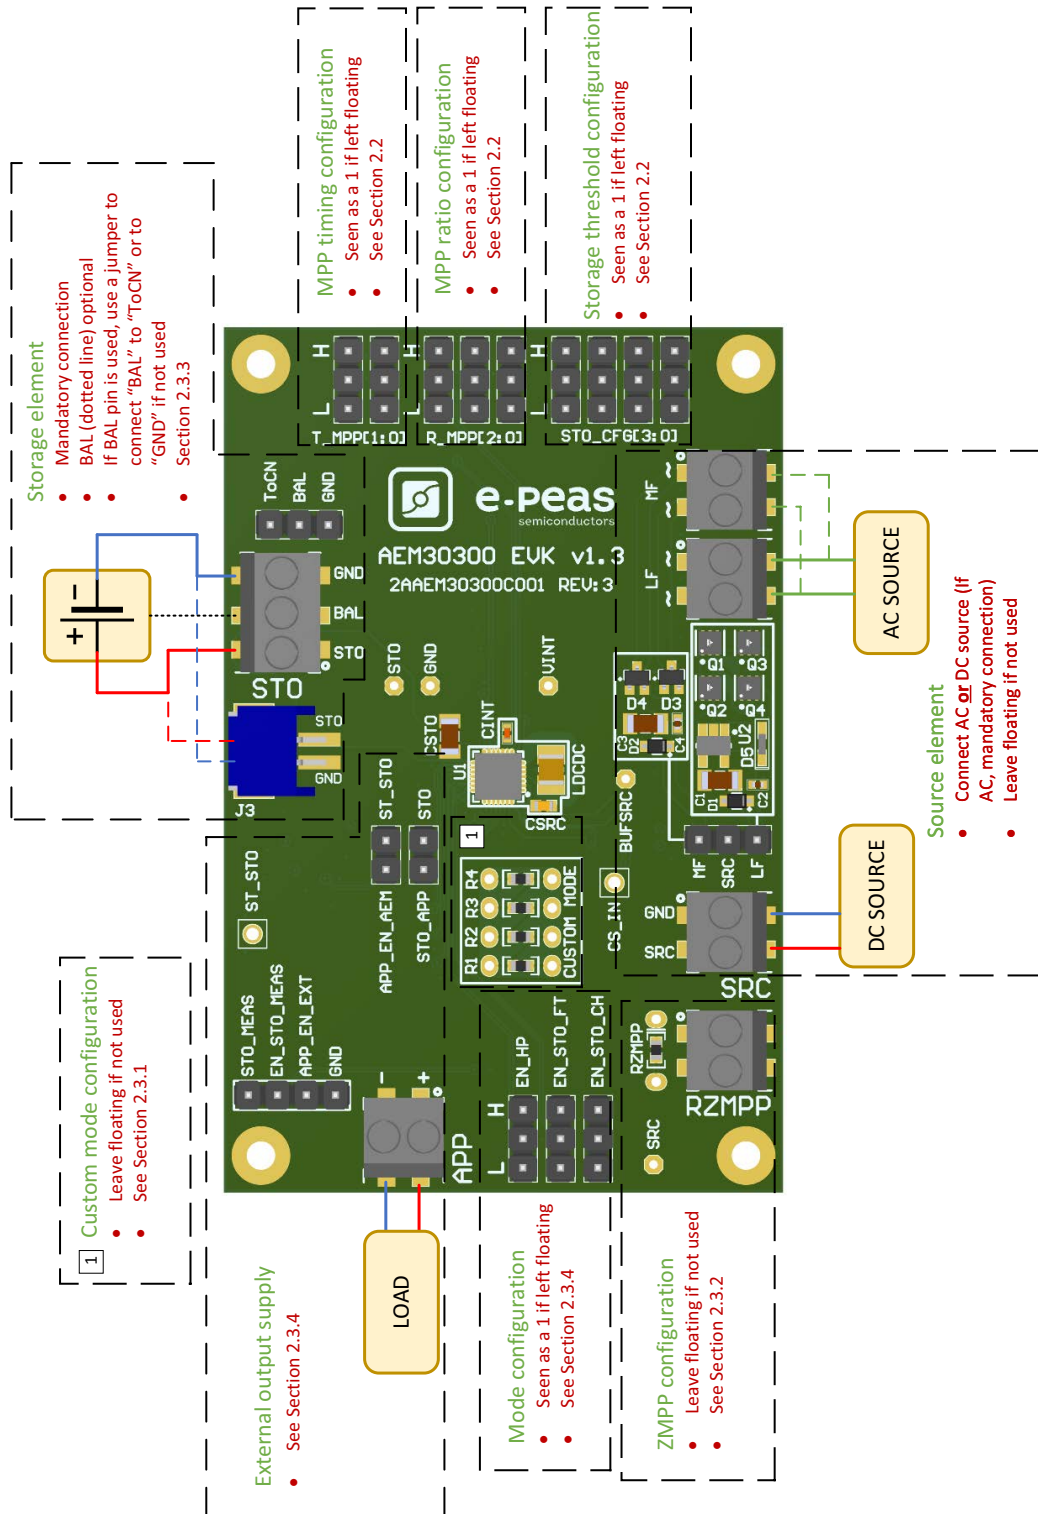 Storage element
Mandatory connection
BAL (dotted line) optional
If BAL pin is used, use a jumper to
connect “BAL” to “ToCN” or to
“GND” if not used
Section 2.3.3
MPP timing configuration
Seen as a 1 if left floating
See Section 2.2
MPP ratio configuration
Seen as a 1 if left floating
See Section 2.2
Storage threshold configuration
Seen as a 1 if left floating
See Section 2.2
1
Custom mode configuration
Leave floating if not used
See Section 2.3.1
External output supply
See Section 2.3.4
LOAD
Mode configuration
Seen as a 1 if left floating
See Section 2.3.4
ZMPP configuration
Leave floating if not used
See Section 2.3.2
Source element
Connect AC or DC source (If
AC, mandatory connection)
Leave floating if not used
DC SOURCE
AC SOURCE
+ -
STO_MEAS
EN_STO_MEAS
APP_EN_EXT
GND
ST_STO
J3
GND
STO
STO
STO
BAL
GND
ToCN
BAL
GND
L H
T_MPP[1:0]
L H
R_MPP[2:0]
L H
STO_CFG[3:0]
e-peas
semiconductors
AEM30300 EVK v1.3
2AAEM30300C001 REV:3
- +
APP
APP_EN_AEM
ST_STO
STO_APP
STO
STO
GND
VINT
CSTO
CINT
U1
LDCDC
CSRC
1
R1 R2 R3 R4
CUSTOM MODE
BUFSRC
CS_IN
L H
EN_HP
EN_STO_FT
EN_STO_CH
SRC
RZMPP
RZMPP
SRC
SRC
GND
MF
SRC
LF
C3
D2
C4
D4
D3
C1
D1
C2
D5
U2
Q1
Q2
Q3
Q4
LF
~ ~
MF
~ ~